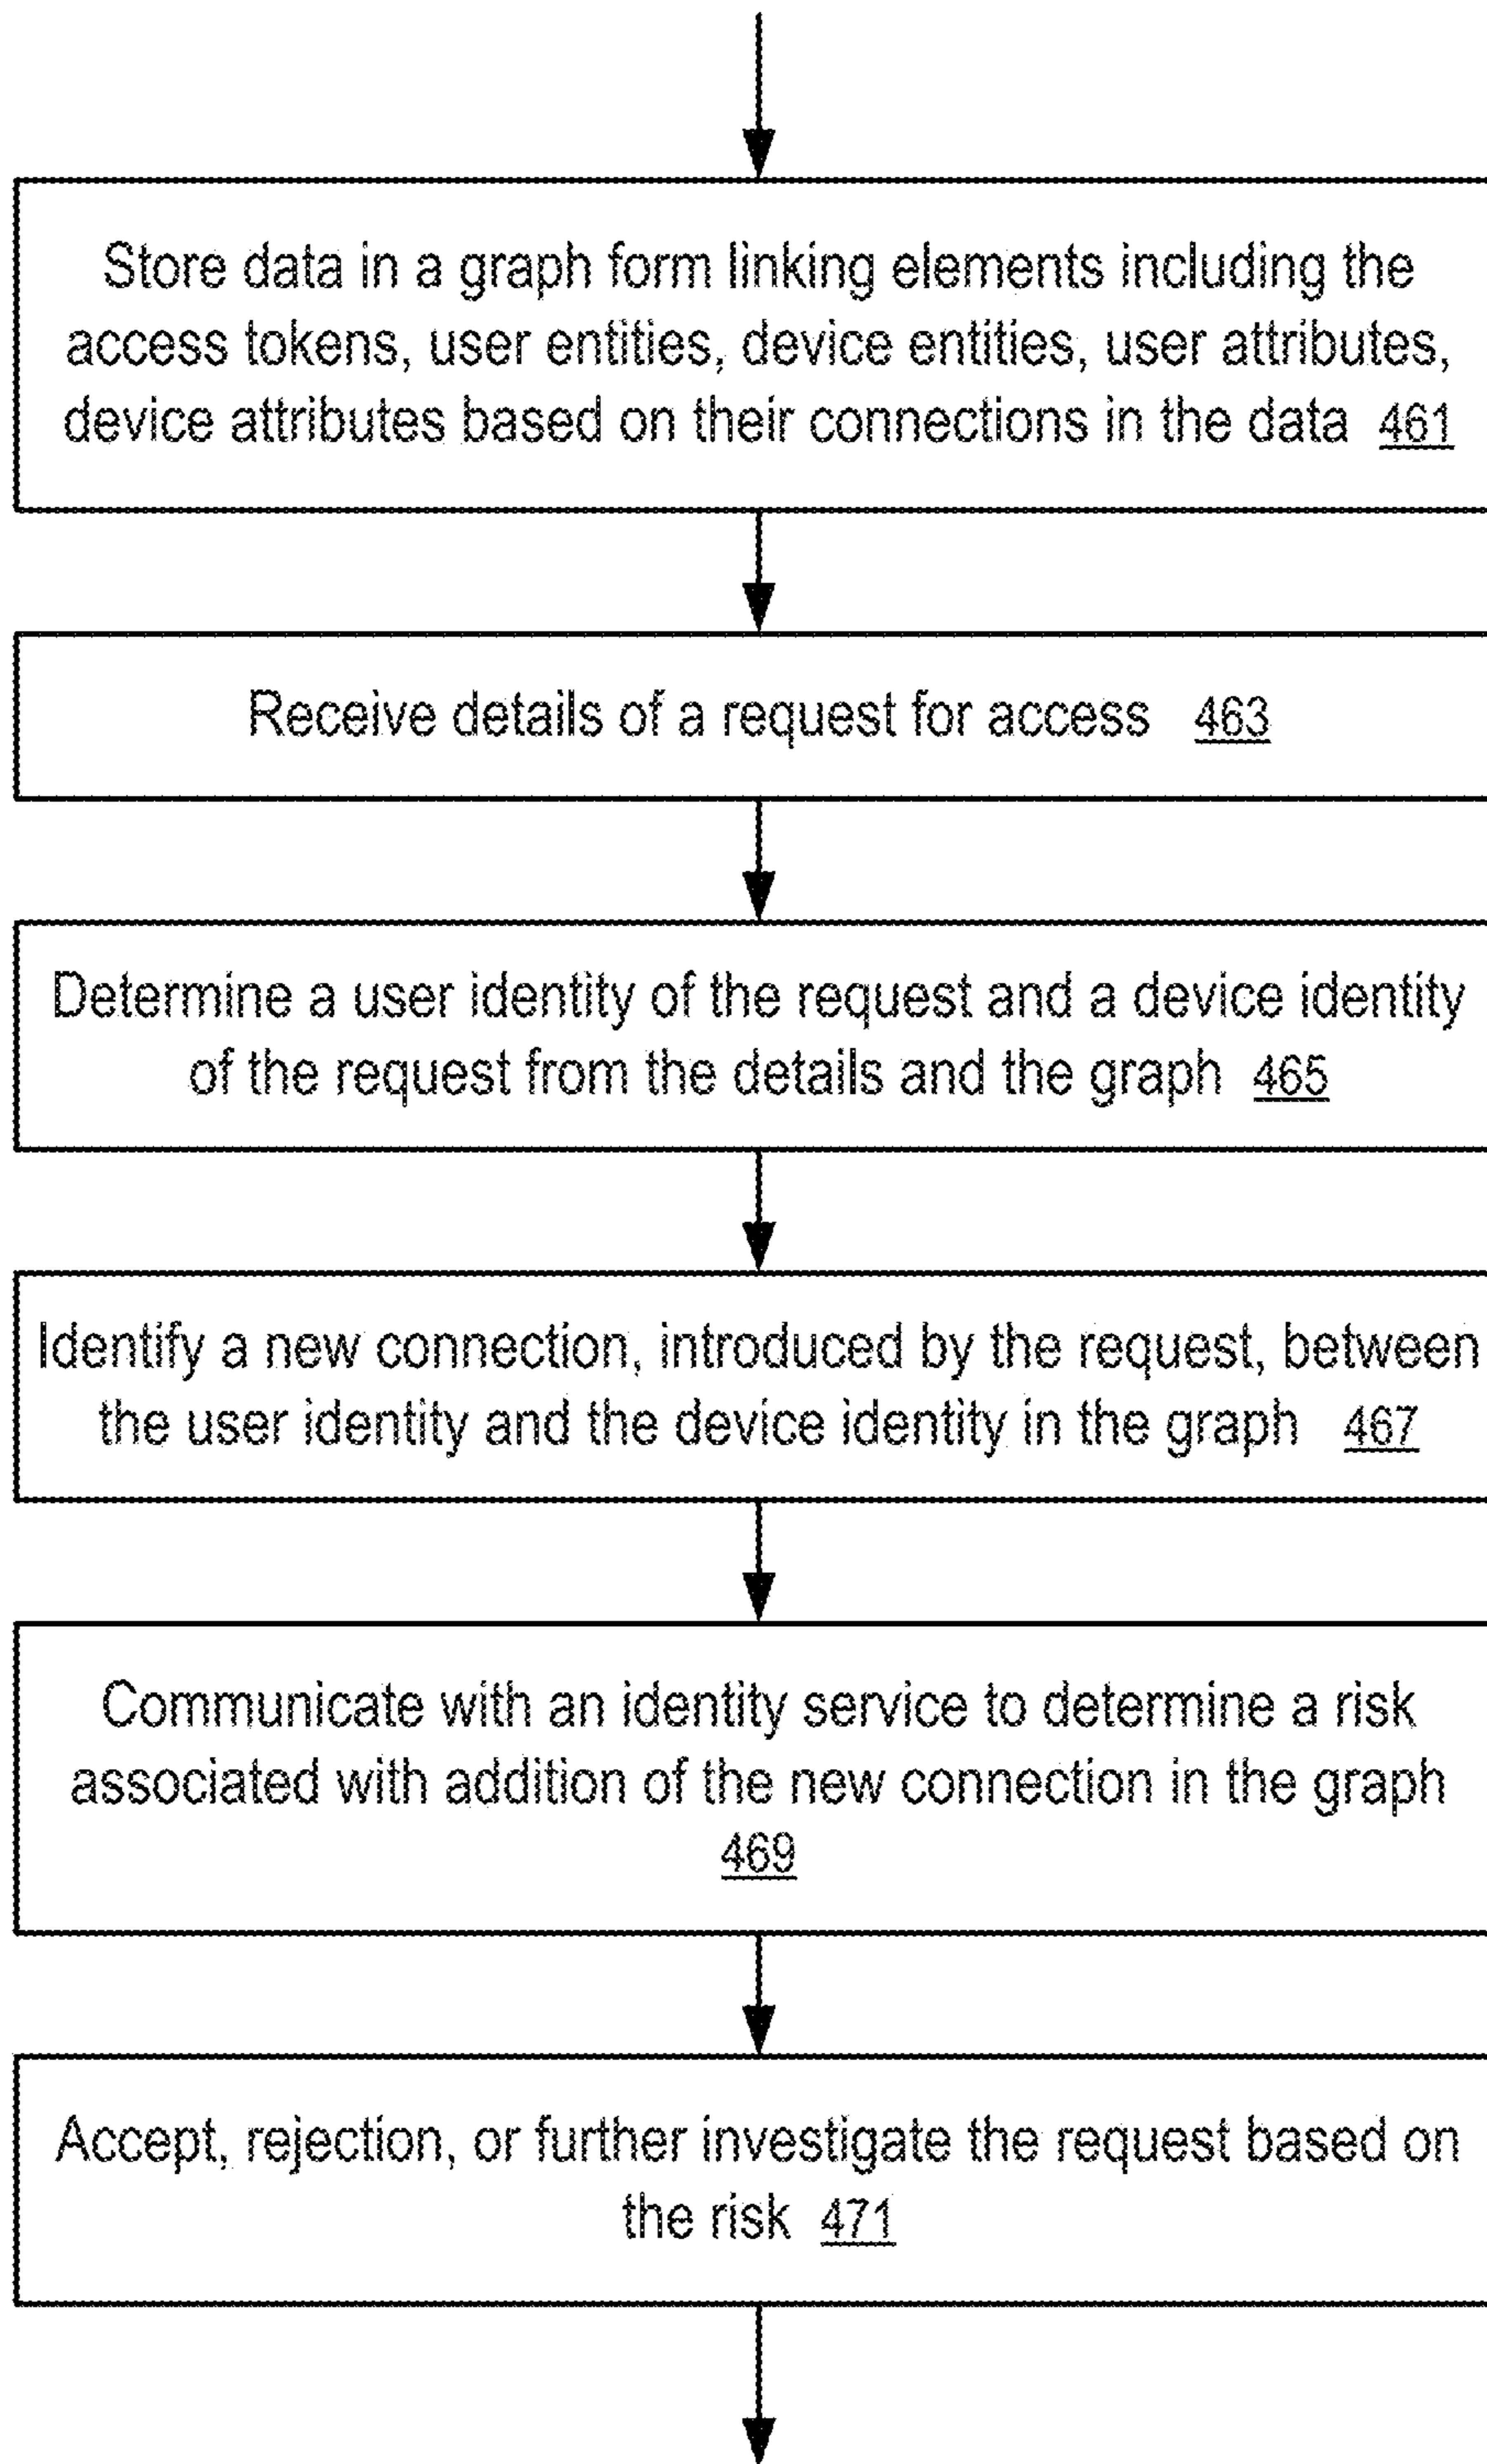 Store data in a graph form linking elements including the
access tokens, user entities, device entities, user attributes,
device attributes based on their connections in the data 461
Receive details of a request for access 463
Determine a user identity of the request and a device identity
of the request from the details and the graph 465
Identify a new connection, introduced by the request, between
the user identity and the device identity in the graph 467
Communicate with an identity service to determine a risk
associated with addition of the new connection in the graph
469
Accept, rejection, or further investigate the request based on
the risk 471